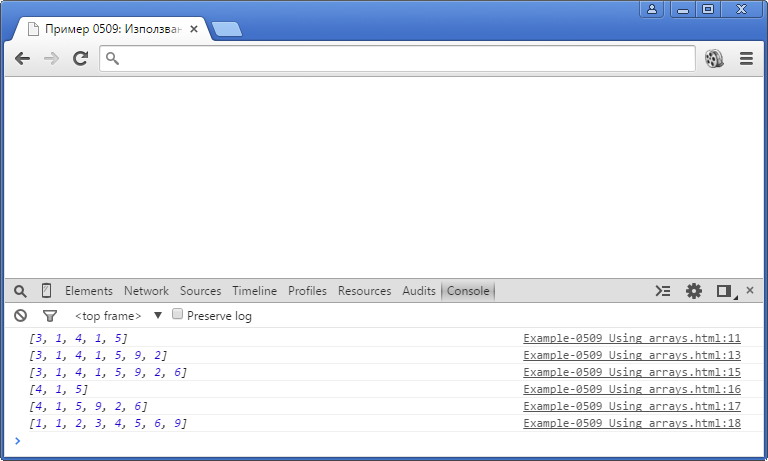 Пример 0509: Използван
Elements Network Sources Timeline Profiles Resources Audits Console
<top frame> Preserve log
[3, 1, 4, 1, 5] Example-0509 Using arrays.html:11
[3, 1, 4, 1, 5, 9, 2] Example-0509 Using arrays.html:13
[3, 1, 4, 1, 5, 9, 2, 6] Example-0509 Using arrays.html:15
[4, 1, 5] Example-0509 Using arrays.html:16
[4, 1, 5, 9, 2, 6] Example-0509 Using arrays.html:17
[1, 1, 2, 3, 4, 5, 6, 9] Example-0509 Using arrays.html:18